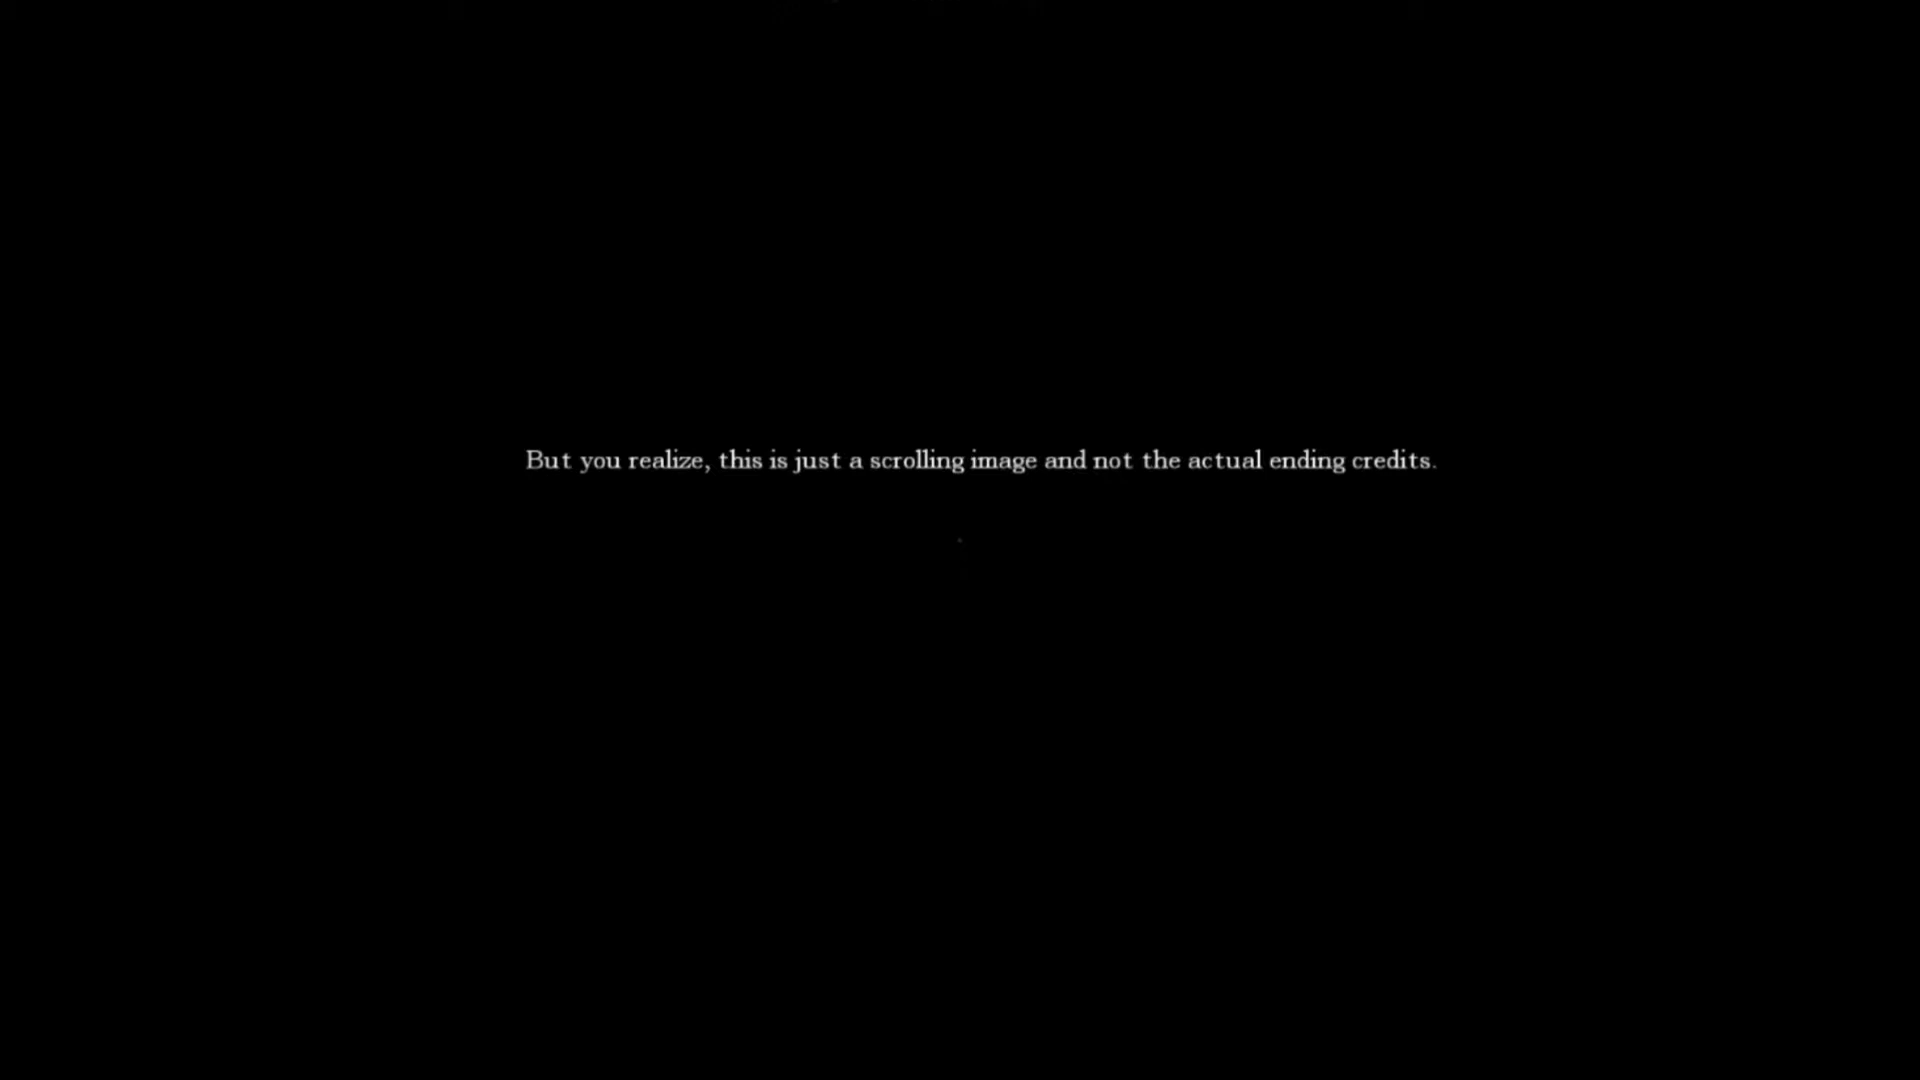 But you realize, this is just a scrolling image and not the actual ending credits.